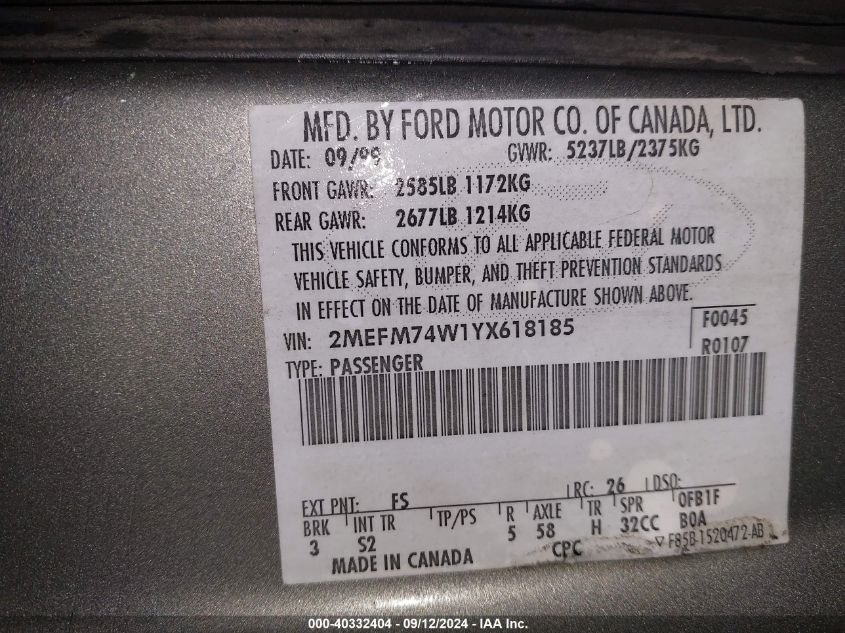 MFD. BY FORD MOTOR CO. OF CANADA, LTD.
DATE: 09/99 GVWR: 5237LB/2375KG
FRONT GAWR: 2585LB 1172KG
REAR GAWR: 2677LB 1214KG
THIS VEHICLE CONFORMS TO ALL APPLICABLE FEDERAL MOTOR
VEHICLE SAFETY, BUMPER, AND THEFT PREVENTION STANDARDS
IN EFFECT ON THE DATE OF MANUFACTURE SHOWN ABOVE.
VIN: 2MEFM74W1YX618185 F0045
TYPE: PASSENGER R0107
EXT PNT: FS RC: 26 DSO:
BRK INT TR TP/PS R AXLE TR SPR 0FB1F
3 S2 5 58 H 32CC B0A
MADE IN CANADA CPC ▽ F85B-1520472-AB
000-40332404 - 09/12/2024 - IAA Inc.